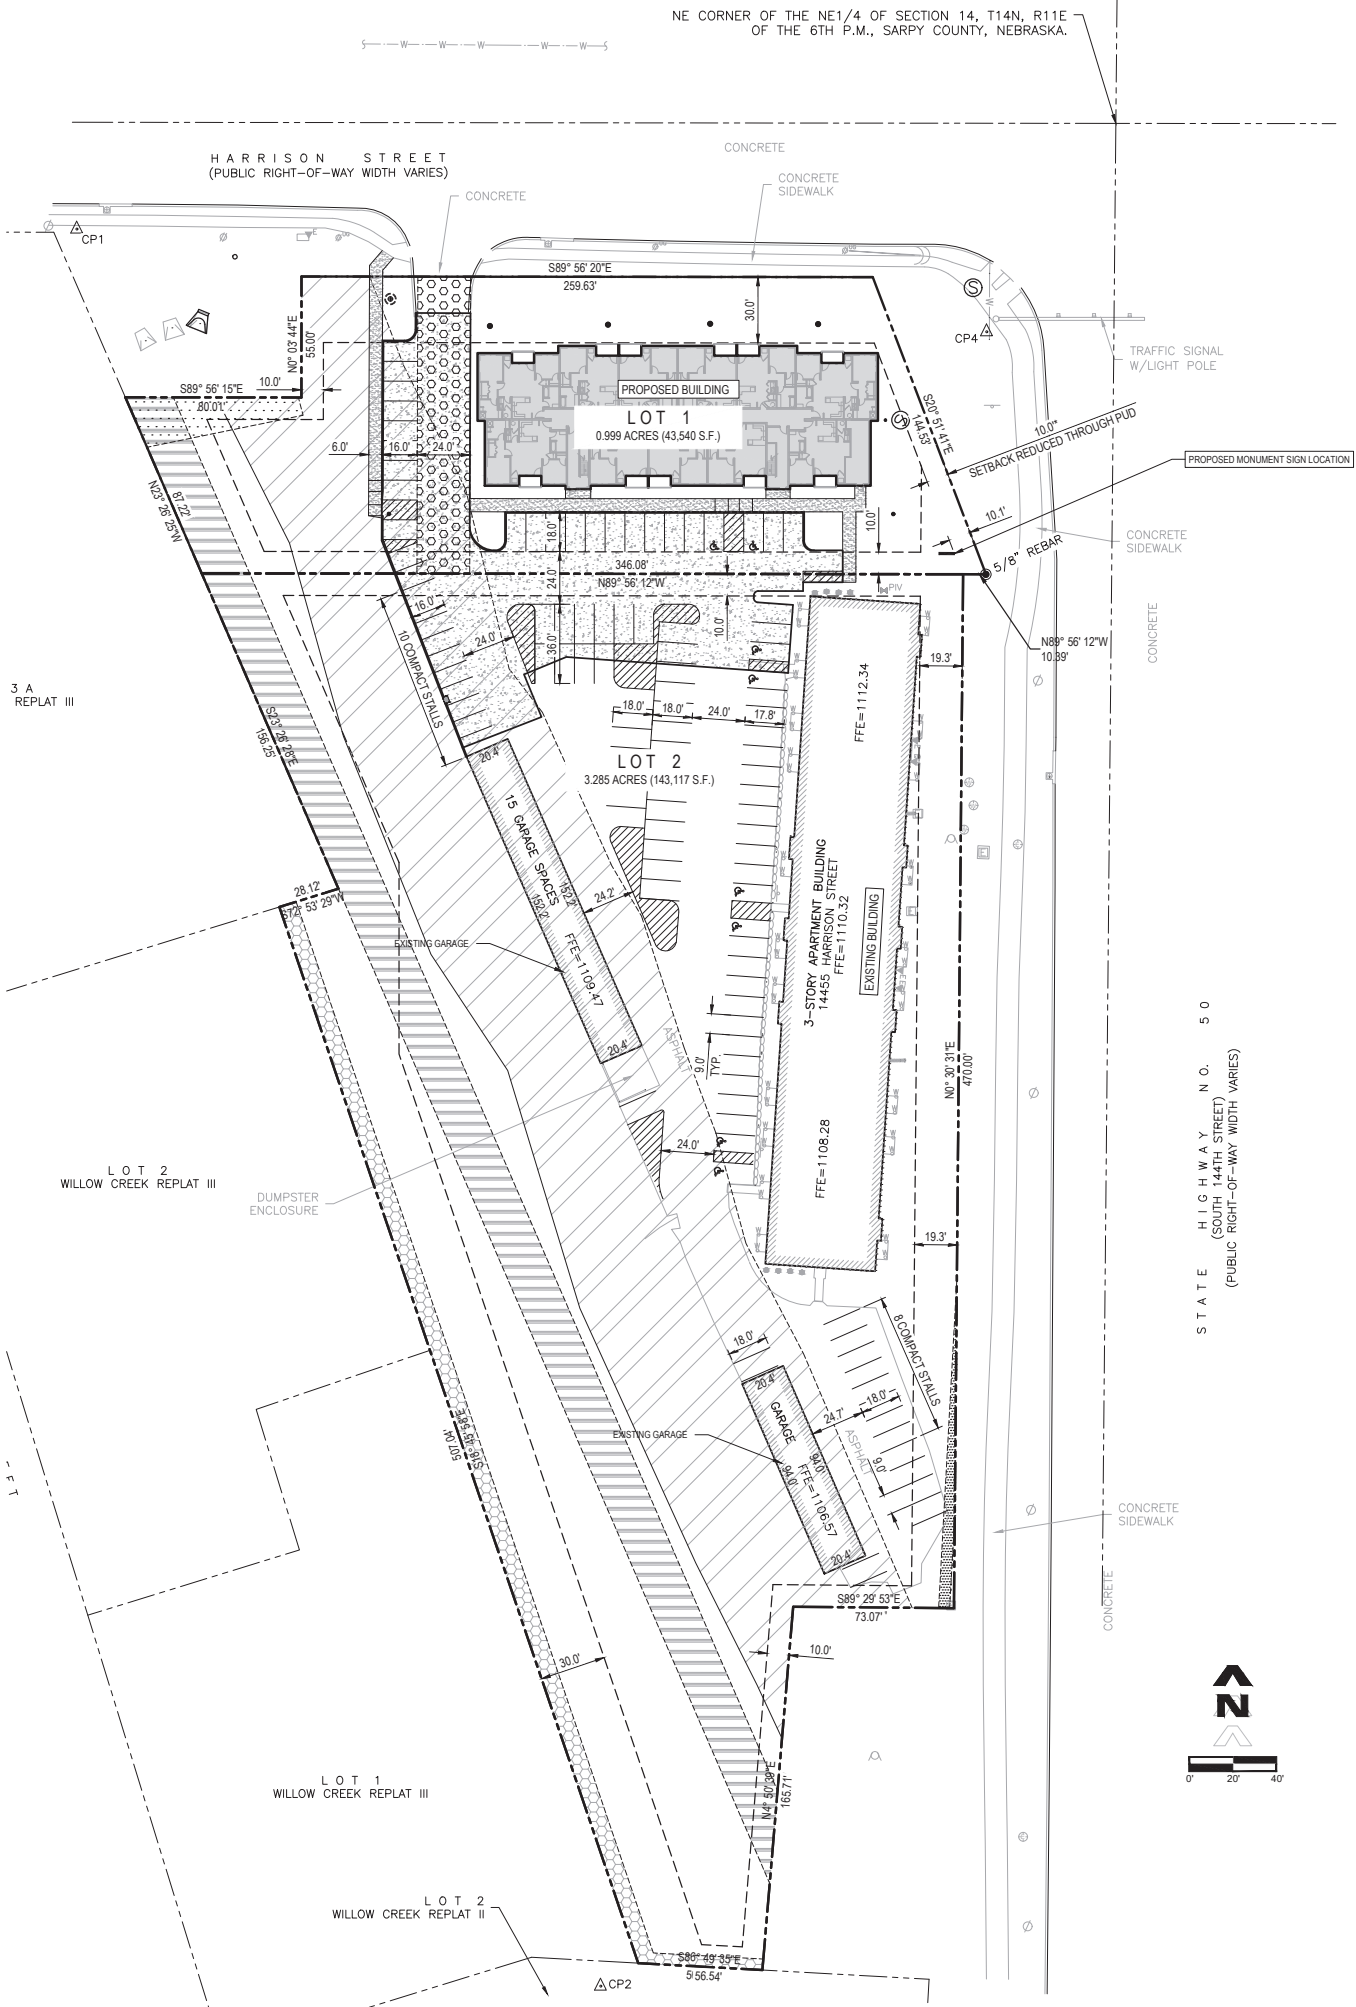 NE CORNER OF THE NE1/4 OF SECTION 14, T14N, R11E
OF THE 6TH P.M., SARPY COUNTY, NEBRASKA.
W W W W W
HARRISON STREET
(PUBLIC RIGHT-OF-WAY WIDTH VARIES)
CONCRETE
CONCRETE
SIDEWALK
CONCRETE
CP1
S89° 56' 20"E
259.63'
30.0'
N0° 03' 44"E
55.00'
S
CP4
W
TRAFFIC SIGNAL
W/LIGHT POLE
S89° 56' 15"E
80.01'
10.0'
PROPOSED BUILDING
LOT 1
0.999 ACRES (43,540 S.F.)
S
S20° 51' 41"E
144.53'
10.0"
SETBACK REDUCED THROUGH PUD
PROPOSED MONUMENT SIGN LOCATION
6.0'
16.0'
24.0'
87.22'
N23° 26' 25"W
10.1'
5/8" REBAR
CONCRETE
SIDEWALK
18.0'
10.0'
24.0'
346.08'
N89° 56' 12"W
PIV
N89° 56' 12"W
10.39'
CONCRETE
16.0'
24.0'
36.0'
10.0'
10 COMPACT STALLS
19.3'
FFE=1112.34
3 A
REPLAT III
S23° 26' 28"E
156.25'
18.0'
18.0'
24.0'
17.8'
LOT 2
3.285 ACRES (143,117 S.F.)
20.4'
15 GARAGE SPACES
152.2'
152.2'
FFE=1109.47
24.2'
3-STORY APARTMENT BUILDING
14455 HARRISON STREET
FFE=1110.32
EXISTING BUILDING
28.12'
S72° 53' 29"W
EXISTING GARAGE
20.4'
ASPHALT
9.0'
TYP.
N0° 30' 31"E
470.00'
STATE HIGHWAY NO. 50
(SOUTH 144TH STREET)
(PUBLIC RIGHT-OF-WAY WIDTH VARIES)
24.0'
FFE=1108.28
LOT 2
WILLOW CREEK REPLAT III
DUMPSTER
ENCLOSURE
19.3'
18.0'
8 COMPACT STALLS
20.4'
GARAGE
94.0'
94.0'
FFE=1106.57
24.7'
18.0'
9.0'
ASPHALT
EXISTING GARAGE
20.4'
S18° 45' 58"E
507.04'
CONCRETE
SIDEWALK
CONCRETE
S89° 29' 53"E
73.07'
10.0'
30.0'
N
0' 20' 40'
N4° 50' 39"E
165.71'
LOT 1
WILLOW CREEK REPLAT III
LOT 2
WILLOW CREEK REPLAT II
S86° 49' 35"E
56.54'
CP2